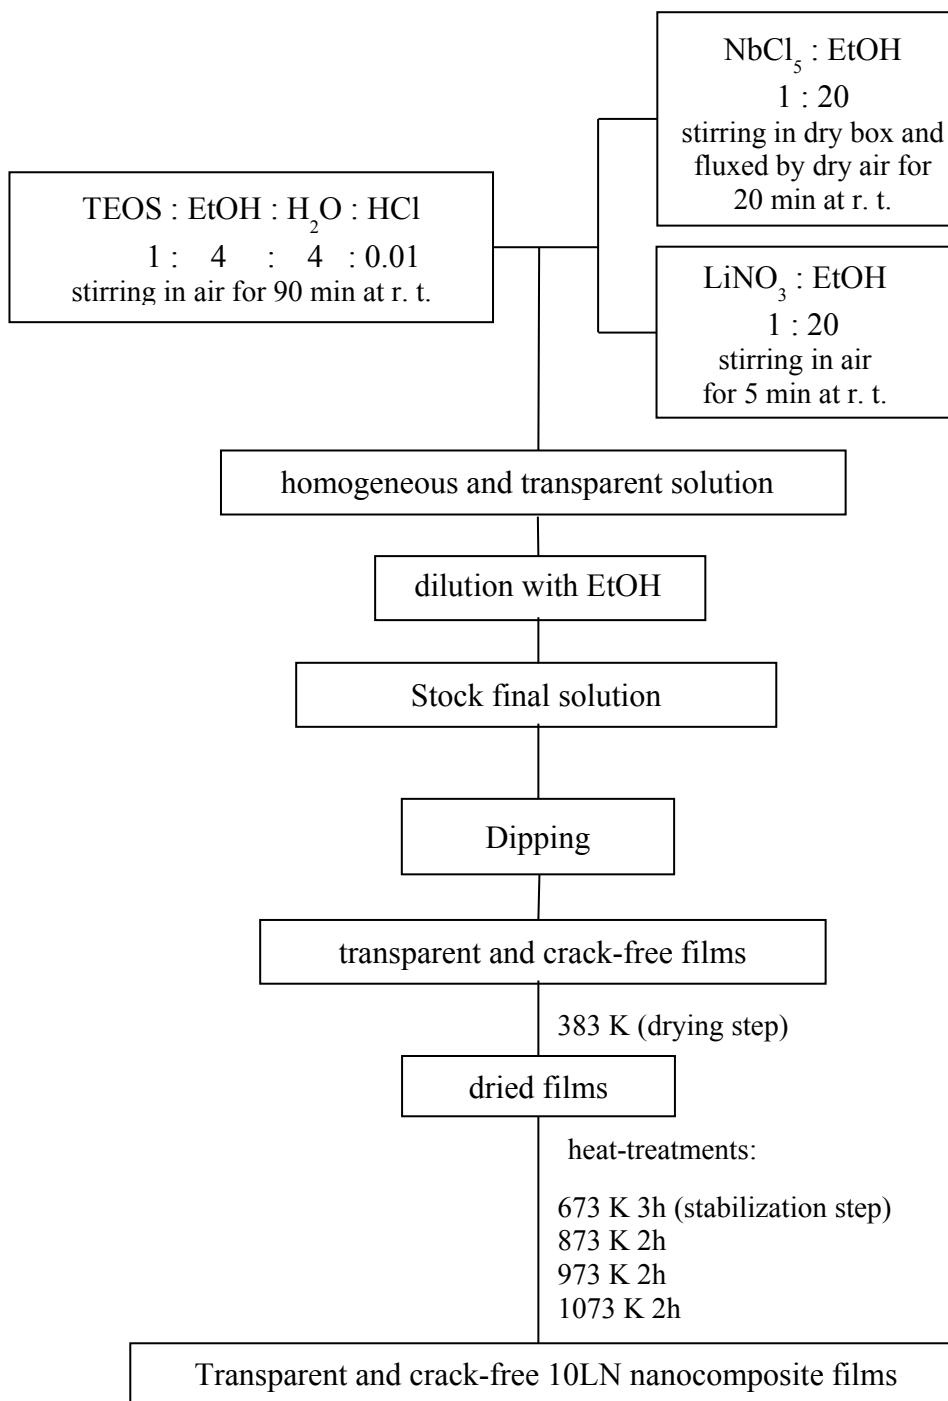 NbCl₅ : EtOH
1 : 20
stirring in dry box and
fluxed by dry air for
20 min at r. t.
TEOS : EtOH : H₂O : HCl
1 : 4 : 4 : 0.01
stirring in air for 90 min at r. t.
LiNO₃ : EtOH
1 : 20
stirring in air
for 5 min at r. t.
homogeneous and transparent solution
dilution with EtOH
Stock final solution
Dipping
transparent and crack-free films
383 K (drying step)
dried films
heat-treatments:
673 K 3h (stabilization step)
873 K 2h
973 K 2h
1073 K 2h
Transparent and crack-free 10LN nanocomposite films